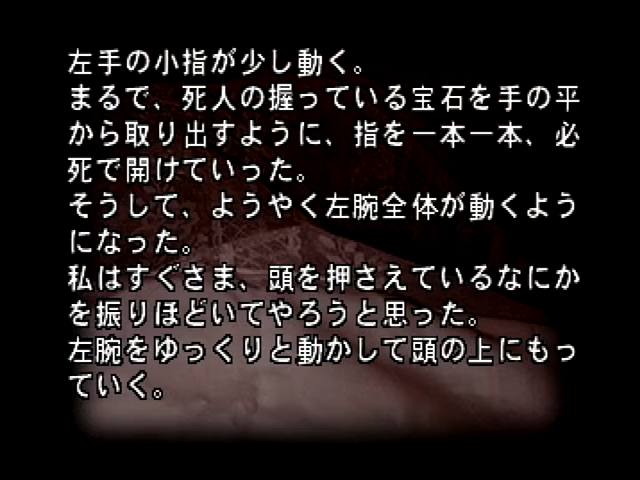 左手の小指が少し動く。
まるで、死人の握っている宝石を手の平
から取り出すように、指を一本一本、必
死で開けていった。
そうして、ようやく左腕全体が動くよう
になった。
私はすぐさま、頭を押さえているなにか
を振りほどいてやろうと思った。
左腕をゆっくりと動かして頭の上にもっ
ていく。